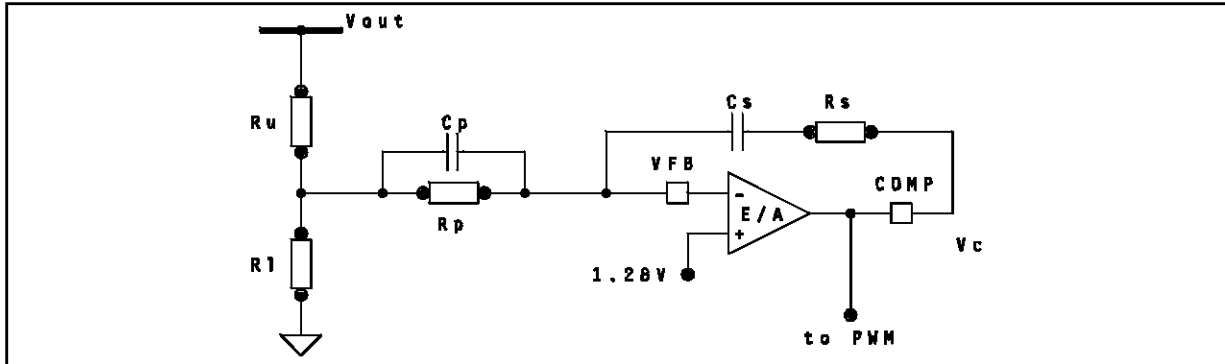 Vout
Ru
Cp
Rp
Rl
Cs
Rs
VFB
E/A
-
+
COMP
Vc
1.28V
to PWM